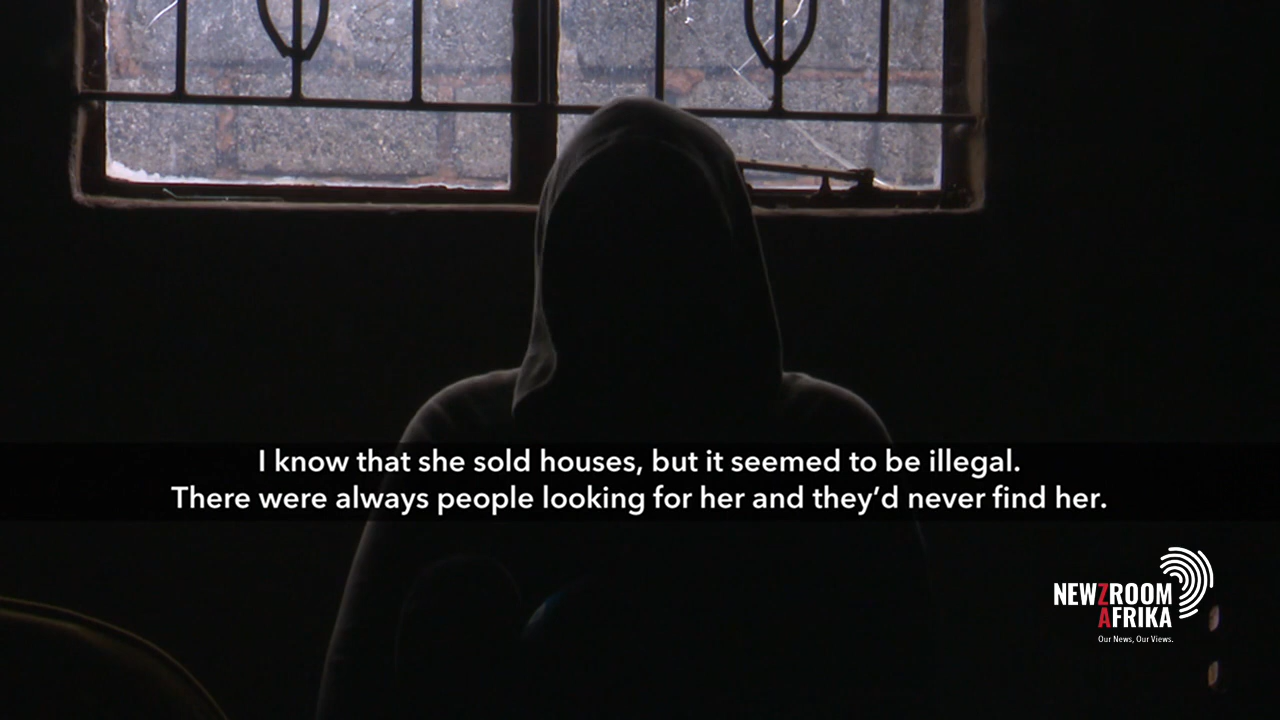 I know that she sold houses, but it seemed to be illegal.
There were always people looking for her and they’d never find her.
NEWZROOM
AFRIKA
Our News, Our Views.